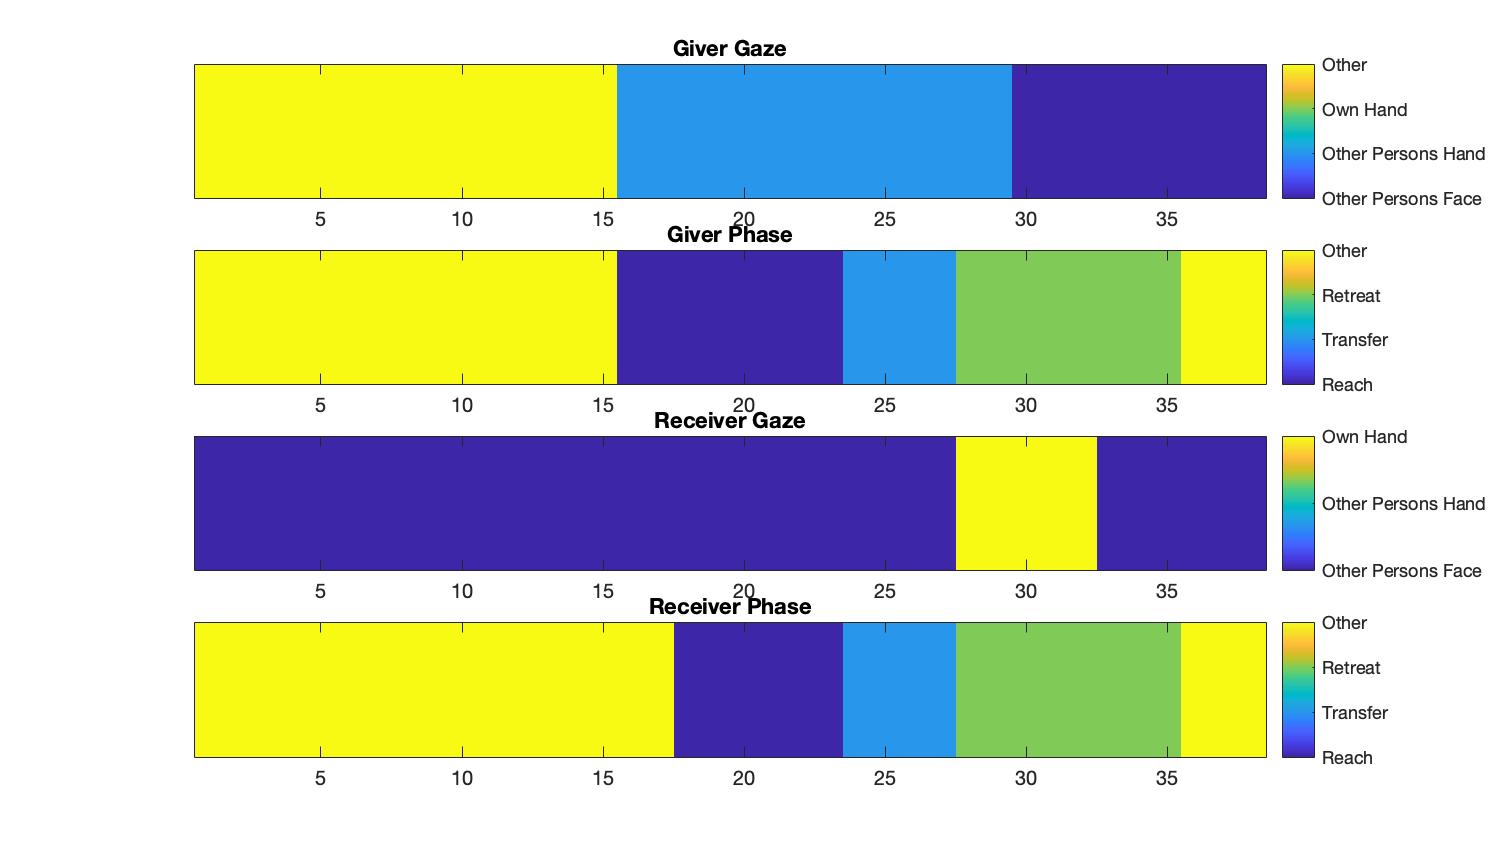 Giver Gaze
Other
Own Hand
Other Persons Hand
Other Persons Face
5 10 15 20 25 30 35
Giver Phase
Other
Retreat
Transfer
Reach
5 10 15 20 25 30 35
Receiver Gaze
Own Hand
Other Persons Hand
Other Persons Face
5 10 15 20 25 30 35
Receiver Phase
Other
Retreat
Transfer
Reach
5 10 15 20 25 30 35